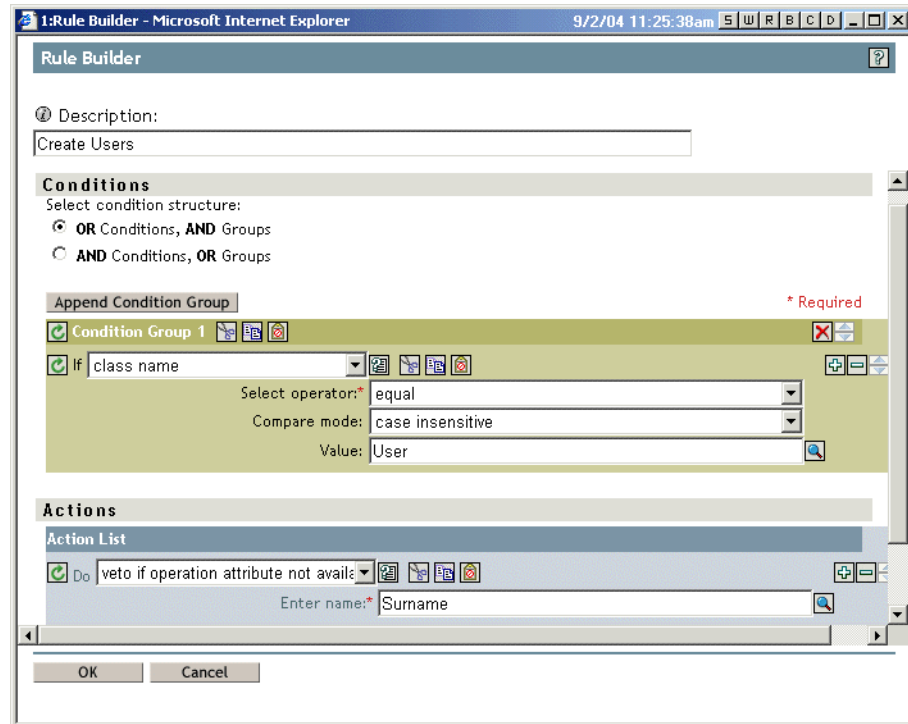 1:Rule Builder - Microsoft Internet Explorer 9/2/04 11:25:38am S W R B C D
Rule Builder ?
Description:
Create Users
Conditions
Select condition structure:
OR Conditions, AND Groups
AND Conditions, OR Groups
Append Condition Group * Required
Condition Group 1
If class name
Select operator:* equal
Compare mode: case insensitive
Value: User
Actions
Action List
Do veto if operation attribute not availa
Enter name:* Surname
OK Cancel